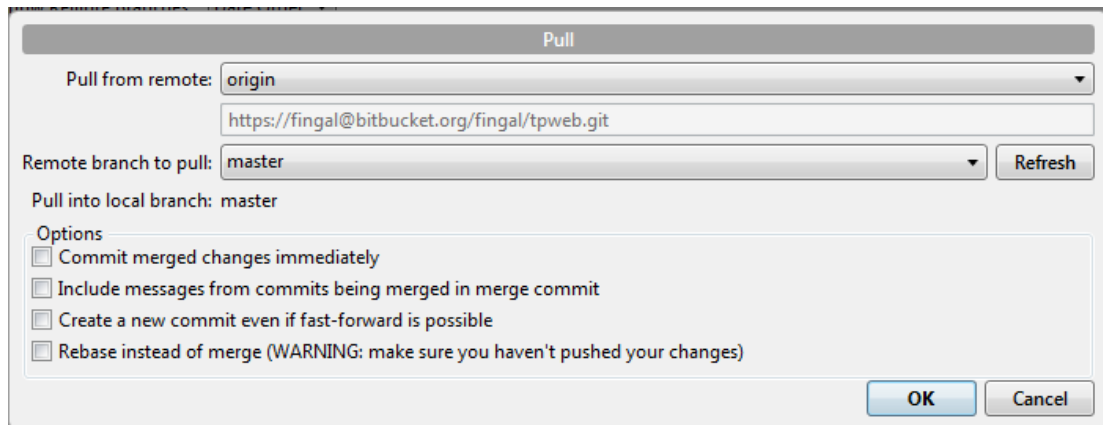 Pull
Pull from remote: origin
https://fingal@bitbucket.org/fingal/tpweb.git
Remote branch to pull: master Refresh
Pull into local branch: master
Options
Commit merged changes immediately
Include messages from commits being merged in merge commit
Create a new commit even if fast-forward is possible
Rebase instead of merge (WARNING: make sure you haven't pushed your changes)
OK Cancel